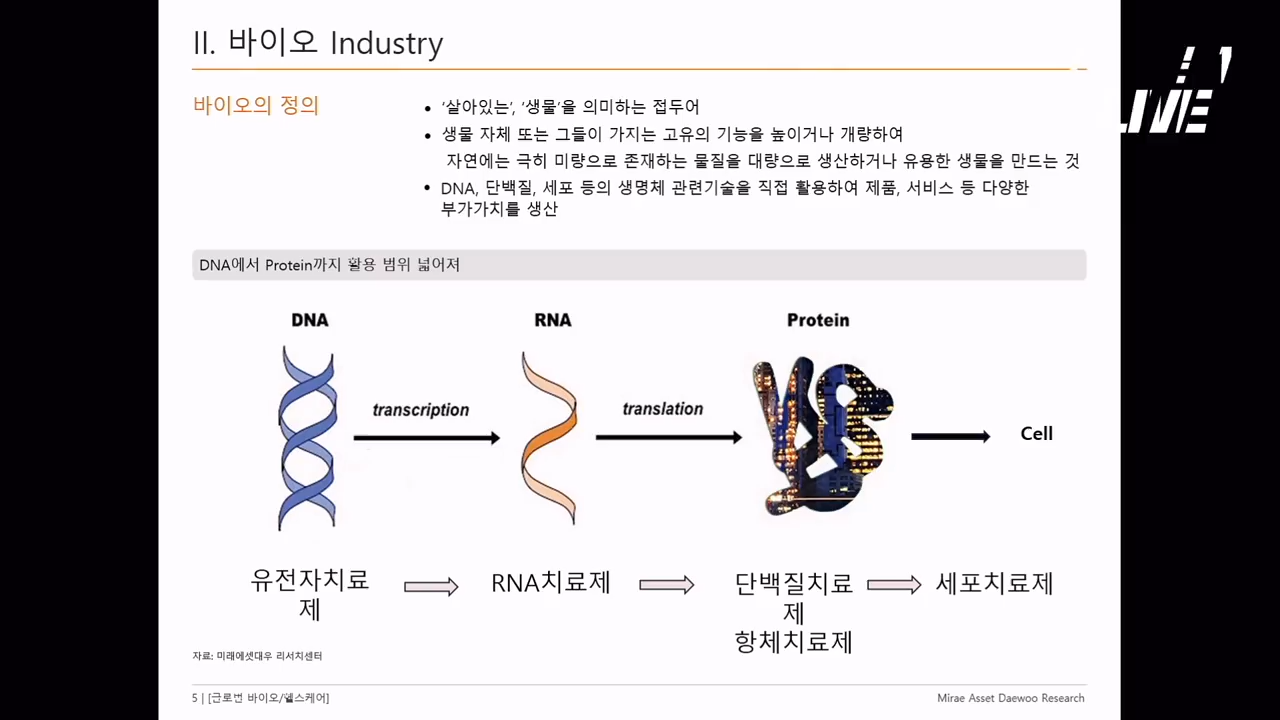 II. 바이오 Industry
바이오의 정의
• '살아있는', '생물'을 의미하는 접두어
• 생물 자체 또는 그들이 가지는 고유의 기능을 높이거나 개량하여
자연에는 극히 미량으로 존재하는 물질을 대량으로 생산하거나 유용한 생물을 만드는 것
• DNA, 단백질, 세포 등의 생명체 관련기술을 직접 활용하여 제품, 서비스 등 다양한
부가가치를 생산
DNA에서 Protein까지 활용 범위 넓어져
DNA
RNA
Protein
transcription
translation
Cell
유전자치료
제
RNA치료제
단백질치료
제
항체치료제
세포치료제
자료: 미래에셋대우 리서치센터
5 | [글로벌 바이오/헬스케어]
Mirae Asset Daewoo Research
LIVE